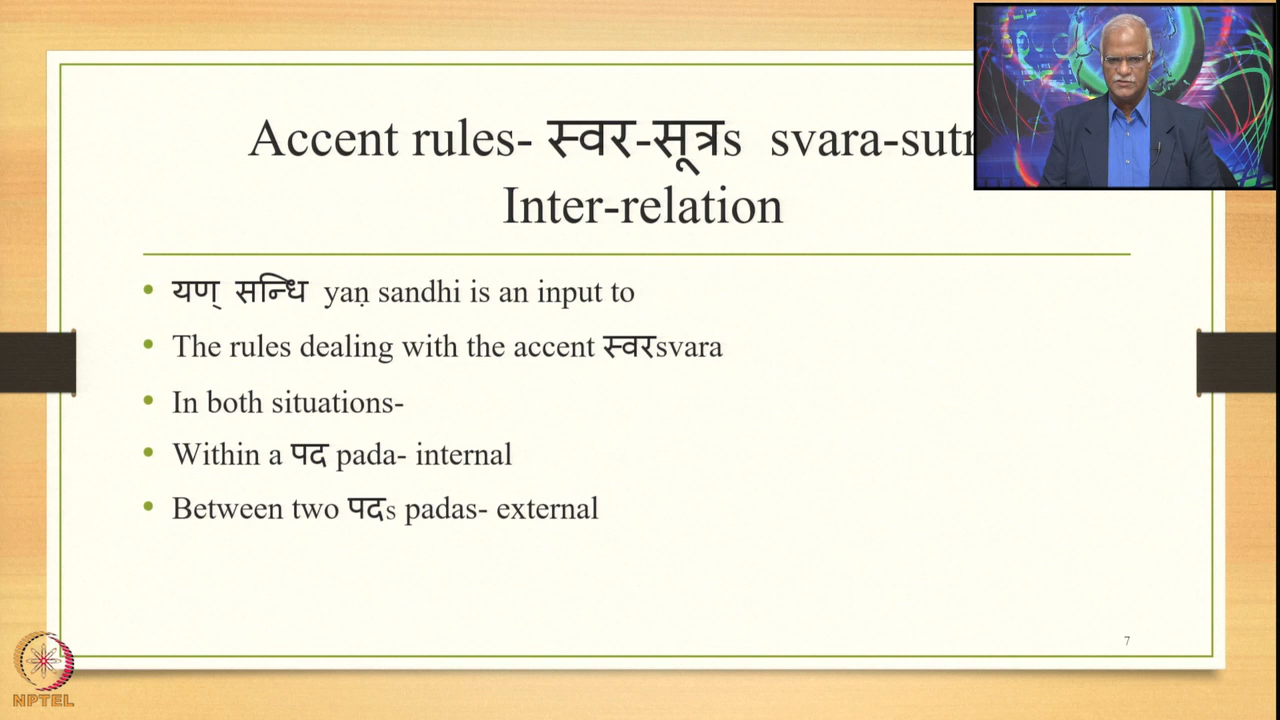 Accent rules- स्वर-सूत्रs svara-sutr
Inter-relation
यण् सन्धि yaṇ sandhi is an input to
The rules dealing with the accent स्वरsvara
In both situations-
Within a पद pada- internal
Between two पदs padas- external
7
NPTEL